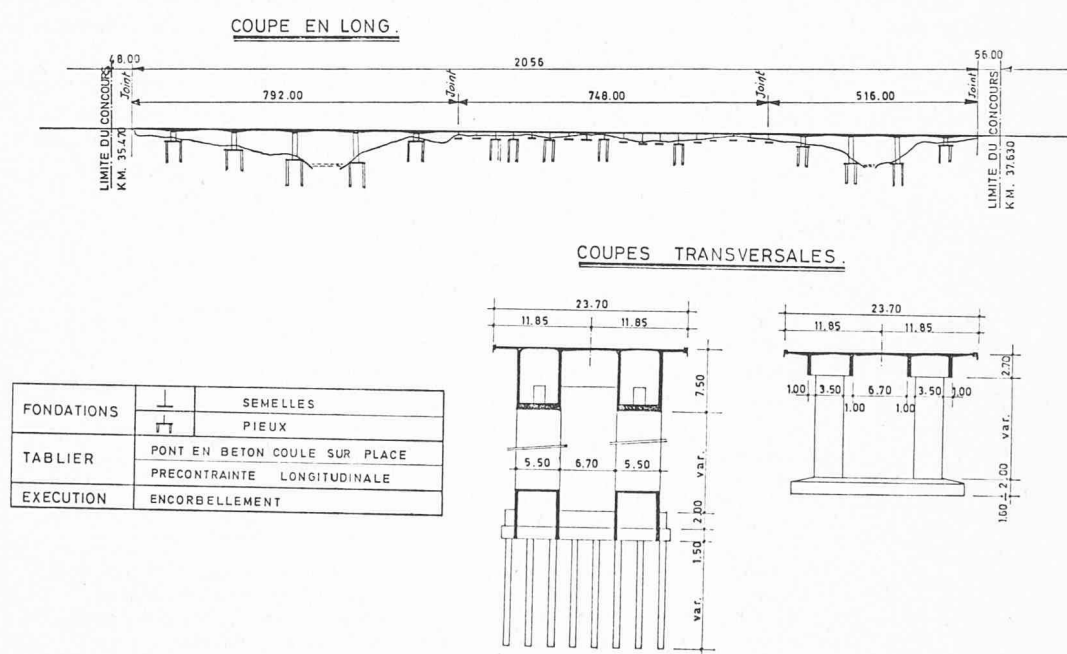 COUPE EN LONG.
48.00
2056
56.00
Joint
Joint
Joint
Joint
792.00
748.00
516.00
LIMITE DU CONCOURS
KM. 35.470
LIMITE DU CONCOURS
KM. 37.630
COUPES TRANSVERSALES.
23.70
11.85 11.85
7.50
var.
5.50 6.70 5.50
2.00
1.50
var.
23.70
11.85 11.85
2.70
1.00 3.50 6.70 3.50 1.00
1.00 1.00
var.
1.60 ÷ 2.00
FONDATIONS
SEMELLES
PIEUX
TABLIER
PONT EN BETON COULE SUR PLACE
PRECONTRAINTE LONGITUDINALE
EXECUTION
ENCORBELLEMENT